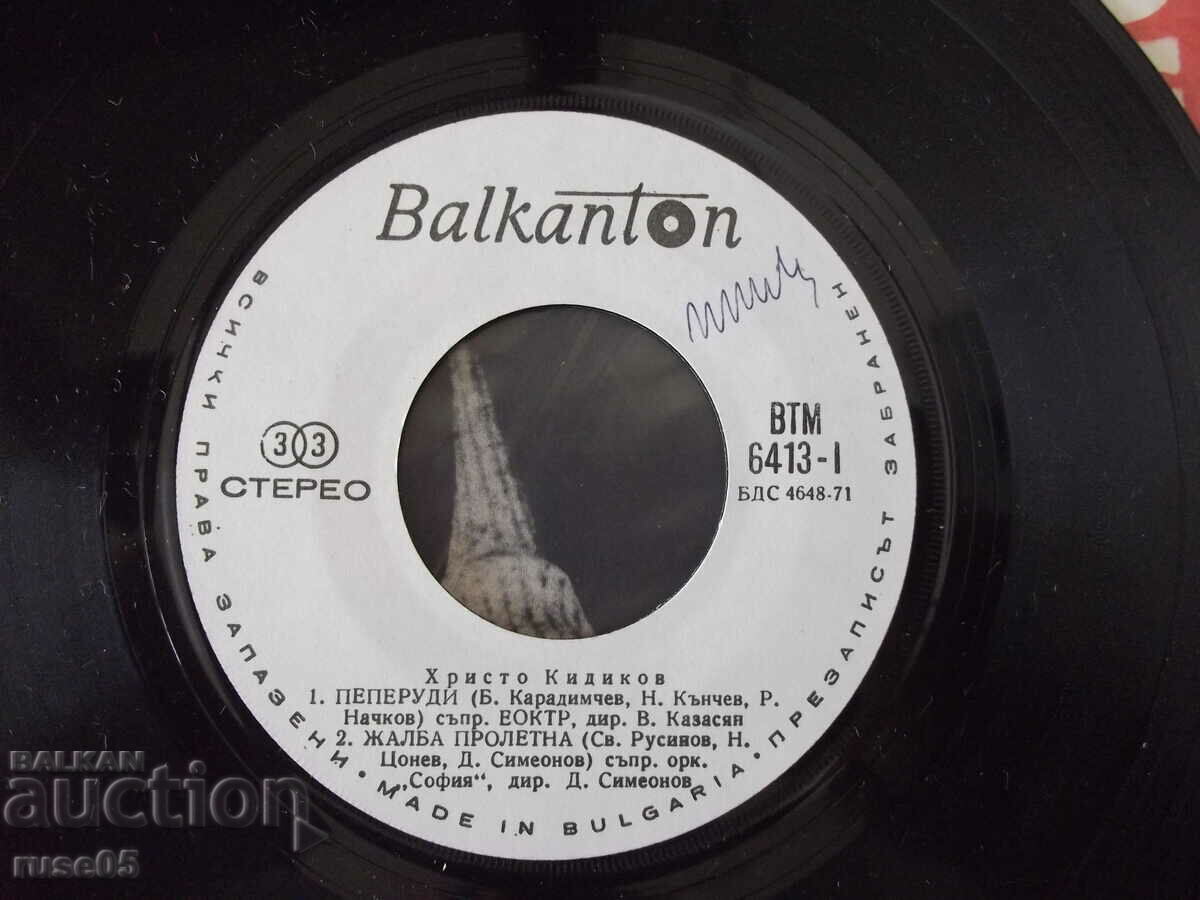 Balkanton
ВСИЧКИ ПРАВА ЗАПАЗЕНИ · MADE IN BULGARIA · ПРЕЗАПИСЪТ ЗАБРАНЕН
33
СТЕРЕО
ВТМ
6413-I
БДС 4648-71
Христо Кидиков
1. ПЕПЕРУДИ (Б. Карадимчев, Н. Кънчев, Р.
Начков) съпр. ЕОКТР, дир. В. Казасян
2. ЖАЛБА ПРОЛЕТНА (Св. Русинов, Н.
Цонев, Д. Симеонов) съпр. орк.
„София“, дир. Д. Симеонов
BALKAN
auction
ruse05